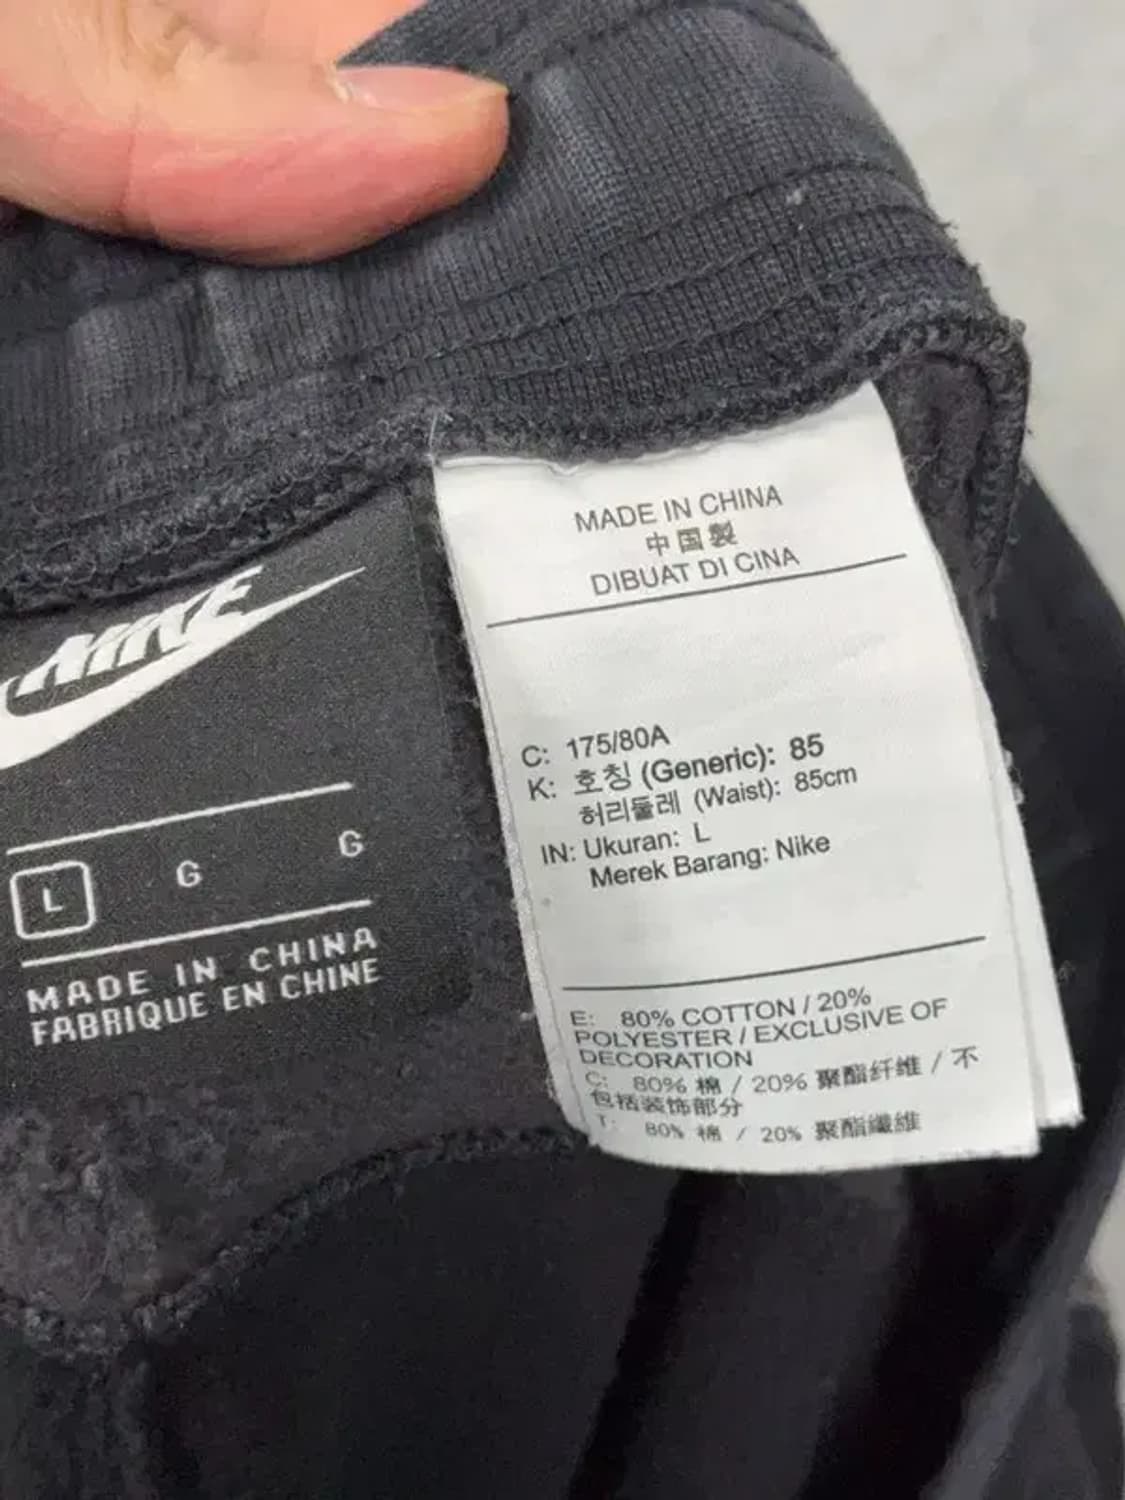 NIKE
L G G
MADE IN CHINA
FABRIQUE EN CHINE
MADE IN CHINA
中国製
DIBUAT DI CINA
C: 175/80A
K: 호칭 (Generic): 85
허리둘레 (Waist): 85cm
IN: Ukuran: L
Merek Barang: Nike
E: 80% COTTON / 20%
POLYESTER / EXCLUSIVE OF
DECORATION
C: 80% 棉 / 20% 聚酯纤维 / 不
包括装饰部分
T: 80% 棉 / 20% 聚酯纖維